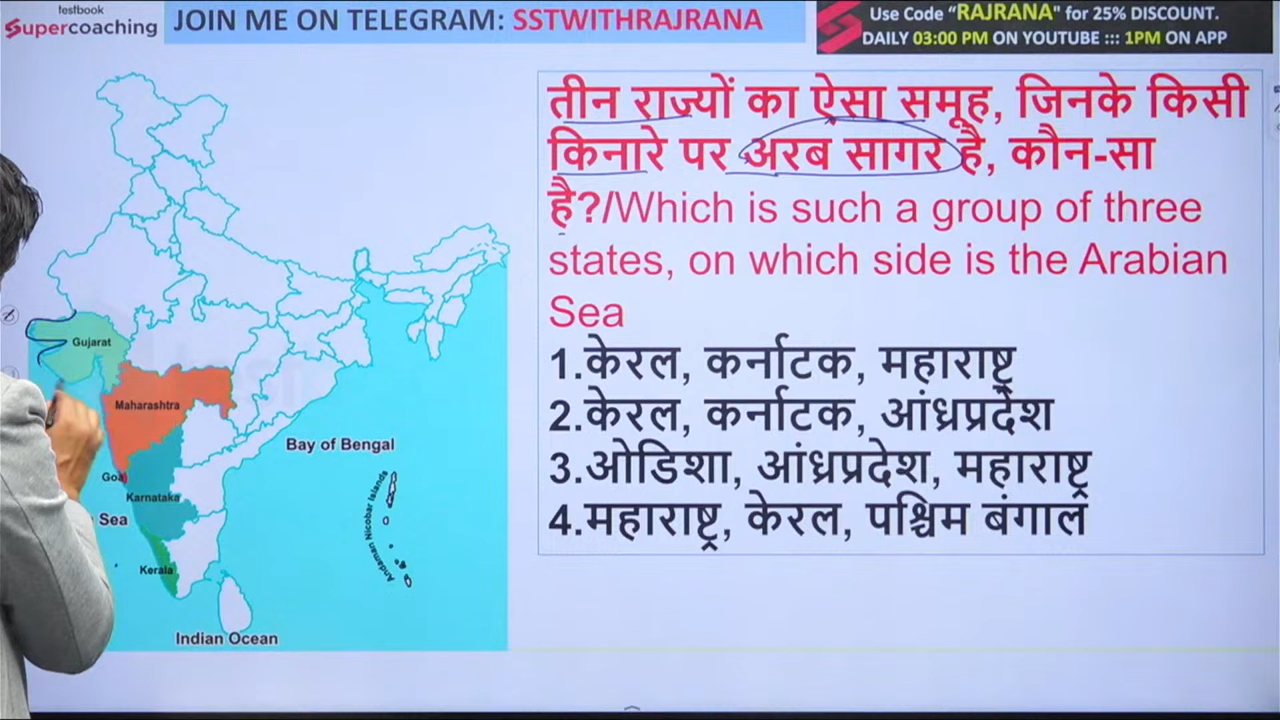 testbook
Supercoaching
JOIN ME ON TELEGRAM: SSTWITHRAJRANA
Use Code “RAJRANA" for 25% DISCOUNT.
DAILY 03:00 PM ON YOUTUBE ::: 1PM ON APP
तीन राज्यों का ऐसा समूह, जिनके किसी
किनारे पर अरब सागर है, कौन-सा
है?/Which is such a group of three
states, on which side is the Arabian
Sea
1.केरल, कर्नाटक, महाराष्ट्र
2.केरल, कर्नाटक, आंध्रप्रदेश
3.ओडिशा, आंध्रप्रदेश, महाराष्ट्र
4.महाराष्ट्र, केरल, पश्चिम बंगाल
Gujarat
Maharashtra
Bay of Bengal
Goa
Karnataka
Andaman Nicobar Islands
Sea
Kerala
Indian Ocean